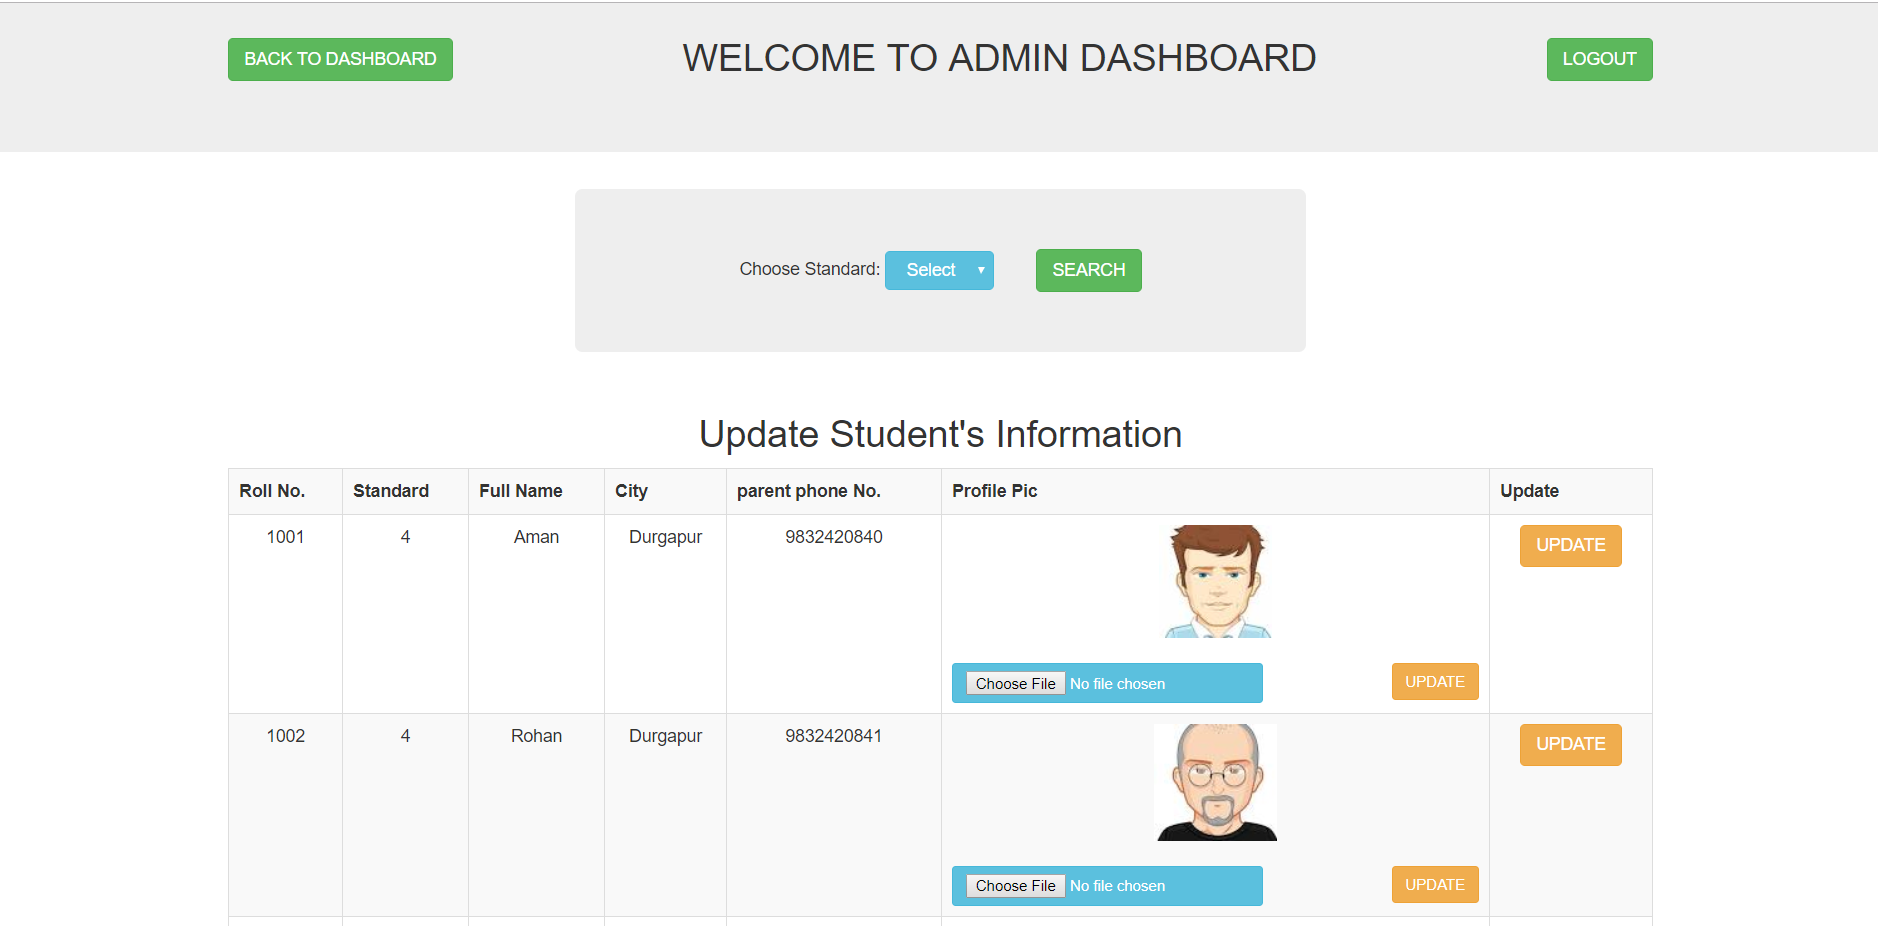 BACK TO DASHBOARD WELCOME TO ADMIN DASHBOARD LOGOUT
Choose Standard: Select SEARCH
Update Student's Information
Roll No. Standard Full Name City parent phone No. Profile Pic Update
1001 4 Aman Durgapur 9832420840 UPDATE
Choose File No file chosen UPDATE
1002 4 Rohan Durgapur 9832420841 UPDATE
Choose File No file chosen UPDATE